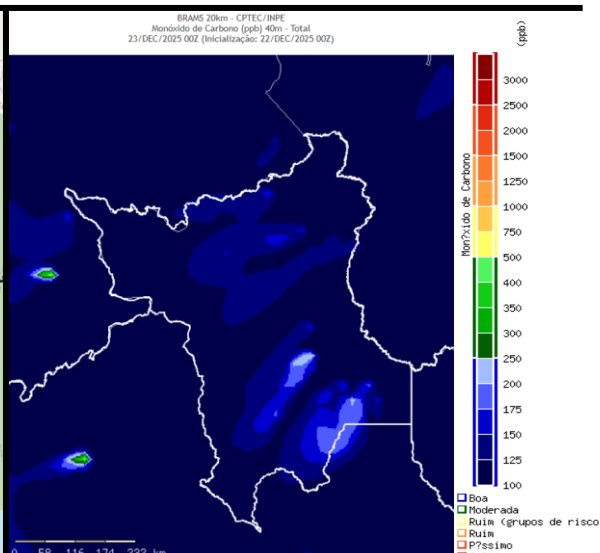 BRAMS 20km - CPTEC/INPE
Monóxido de Carbono (ppb) 40m - Total
23/DEC/2025 00Z (Inicialização: 22/DEC/2025 00Z)
(ppb)
Mon?xido de Carbono
3000
2500
2000
1500
1250
1000
750
500
400
350
300
250
200
175
150
125
100
Boa
Moderada
Ruim (grupos de risco
Ruim
P?ssimo
0 58 116 174 232 km